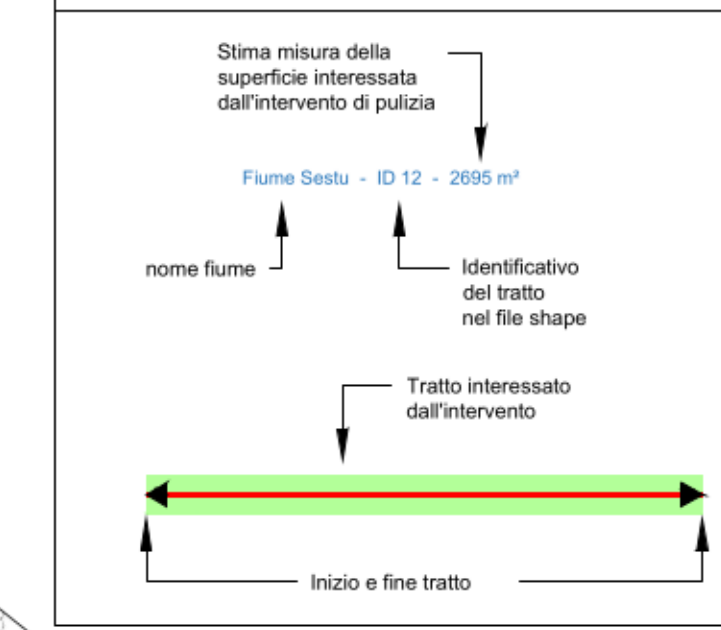 Stima misura della
superficie interessata
dall'intervento di pulizia
Fiume Sestu - ID 12 - 2695 m²
nome fiume
Identificativo
del tratto
nel file shape
Tratto interessato
dall'intervento
Inizio e fine tratto